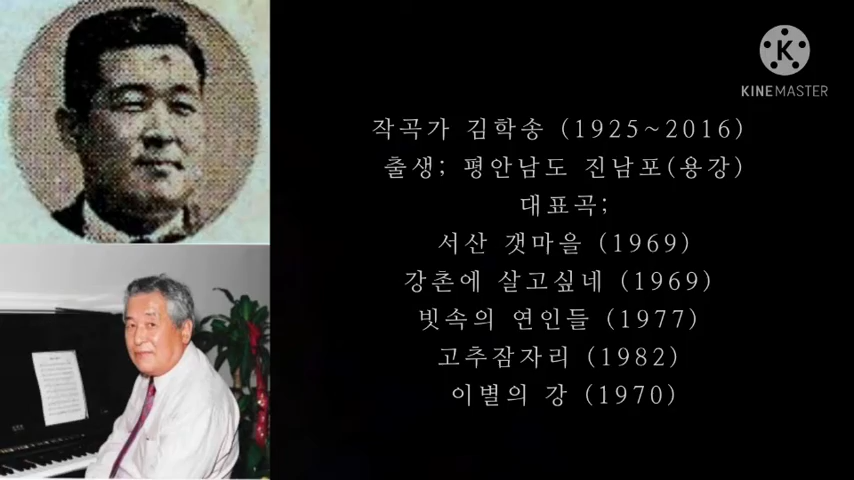 KINEMASTER
작곡가 김학송 (1925~2016)
출생; 평안남도 진남포(용강)
대표곡;
서산 갯마을 (1969)
강촌에 살고싶네 (1969)
빗속의 연인들 (1977)
고추잠자리 (1982)
이별의 강 (1970)